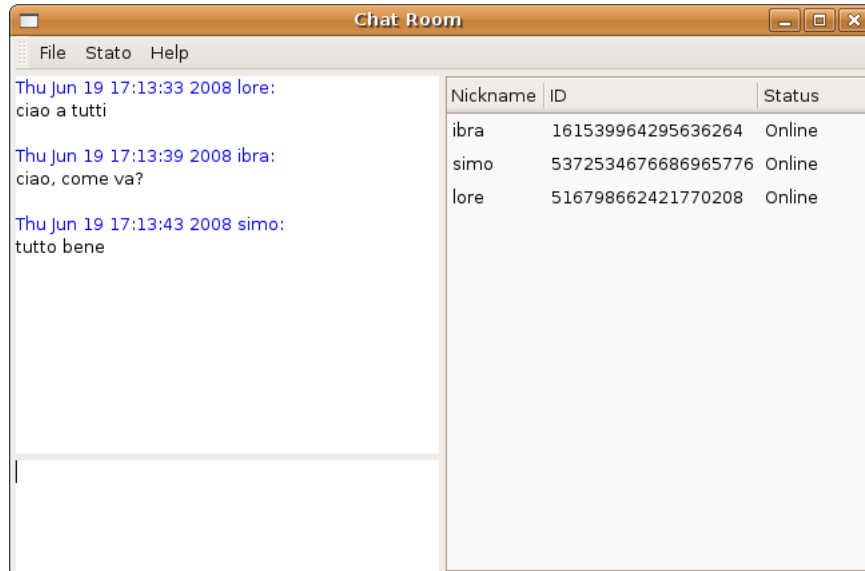 Chat Room
File Stato Help
Thu Jun 19 17:13:33 2008 lore:
ciao a tutti
Thu Jun 19 17:13:39 2008 ibra:
ciao, come va?
Thu Jun 19 17:13:43 2008 simo:
tutto bene
Nickname ID Status
ibra 161539964295636264 Online
simo 5372534676686965776 Online
lore 516798662421770208 Online